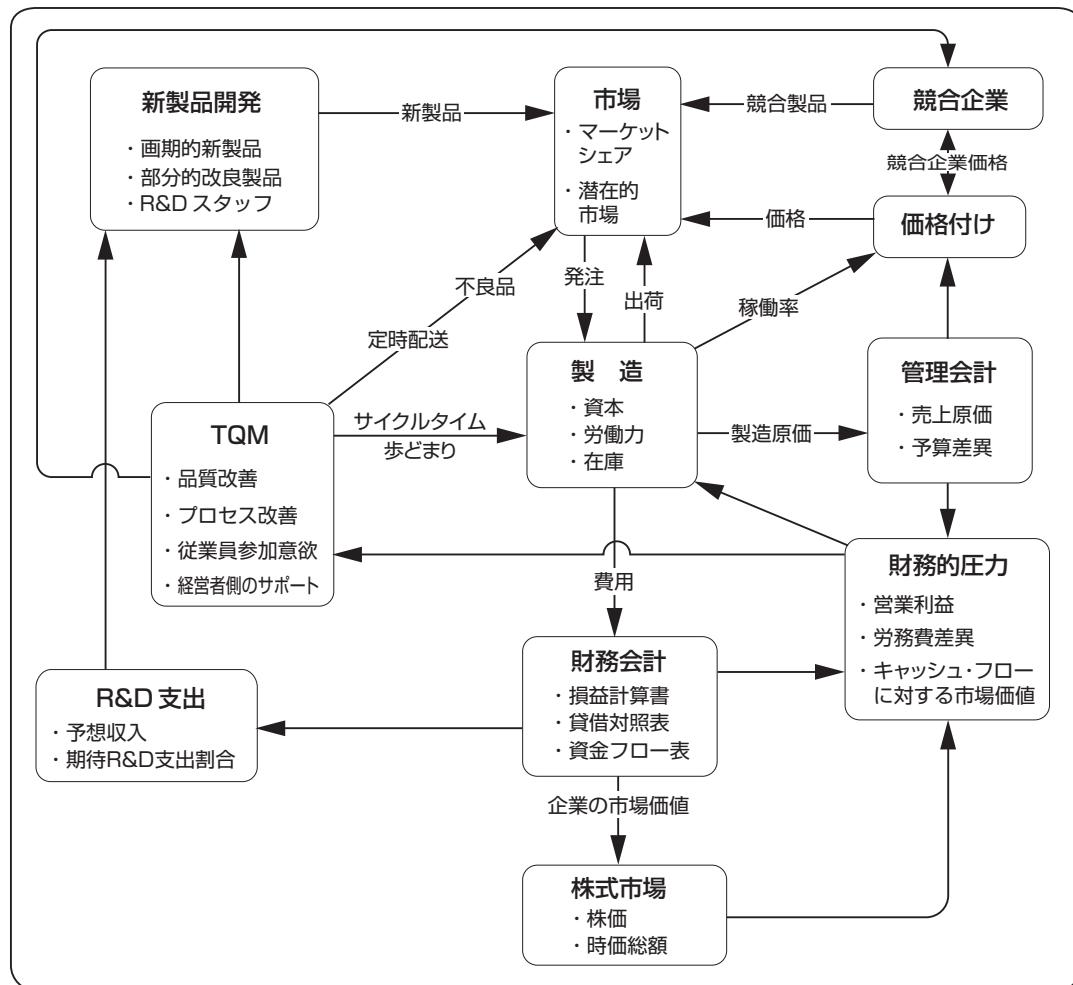 新製品開発
・画期的新製品
・部分的改良製品
・R&Dスタッフ
新製品
市場
・マーケット
シェア
・潜在的
市場
競合製品
競合企業
競合企業価格
価格
価格付け
不良品
定時配送
発注
出荷
稼働率
TQM
・品質改善
・プロセス改善
・従業員参加意欲
・経営者側のサポート
サイクルタイム
歩どまり
製 造
・資本
・労働力
・在庫
製造原価
管理会計
・売上原価
・予算差異
費用
財務的圧力
・営業利益
・労務費差異
・キャッシュ・フロー
に対する市場価値
R&D 支出
・予想収入
・期待R&D支出割合
財務会計
・損益計算書
・貸借対照表
・資金フロー表
企業の市場価値
株式市場
・株価
・時価総額